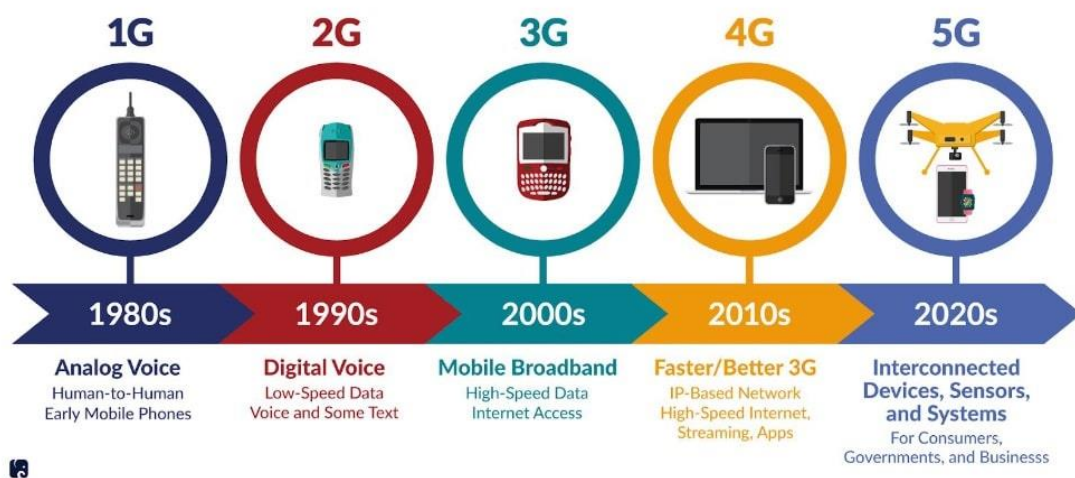 1G
2G
3G
4G
5G
1980s
1990s
2000s
2010s
2020s
Analog Voice
Human-to-Human
Early Mobile Phones
Digital Voice
Low-Speed Data
Voice and Some Text
Mobile Broadband
High-Speed Data
Internet Access
Faster/Better 3G
IP-Based Network
High-Speed Internet,
Streaming, Apps
Interconnected
Devices, Sensors,
and Systems
For Consumers,
Governments, and Businesss